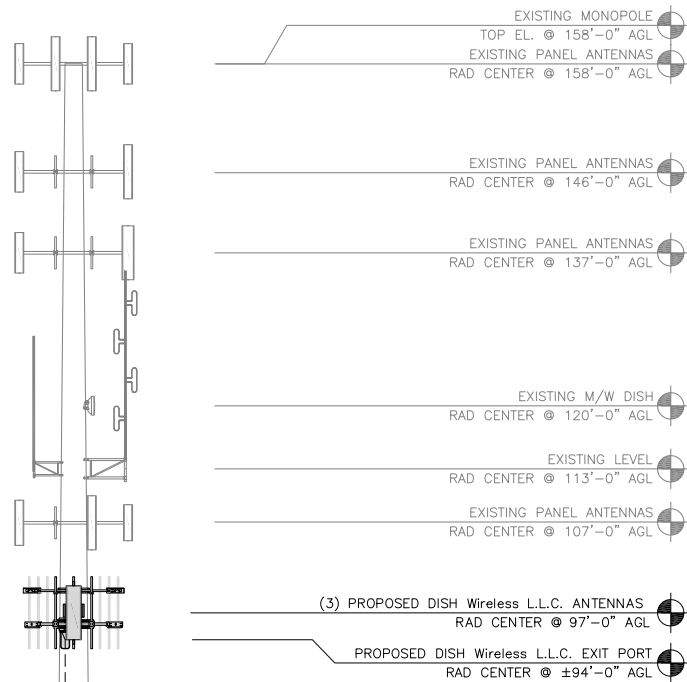 EXISTING MONOPOLE
TOP EL. @ 158'-0" AGL
EXISTING PANEL ANTENNAS
RAD CENTER @ 158'-0" AGL
EXISTING PANEL ANTENNAS
RAD CENTER @ 146'-0" AGL
EXISTING PANEL ANTENNAS
RAD CENTER @ 137'-0" AGL
EXISTING M/W DISH
RAD CENTER @ 120'-0" AGL
EXISTING LEVEL
RAD CENTER @ 113'-0" AGL
EXISTING PANEL ANTENNAS
RAD CENTER @ 107'-0" AGL
(3) PROPOSED DISH Wireless L.L.C. ANTENNAS
RAD CENTER @ 97'-0" AGL
PROPOSED DISH Wireless L.L.C. EXIT PORT
RAD CENTER @ ±94'-0" AGL